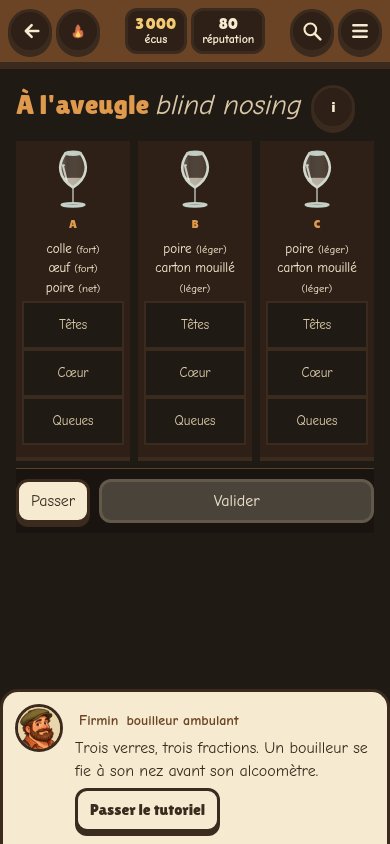 3 000
écus
80
réputation
À l'aveugle blind nosing
i
A
colle (fort)
œuf (fort)
poire (net)
Têtes
Cœur
Queues
B
poire (léger)
carton mouillé
(léger)
Têtes
Cœur
Queues
C
poire (léger)
carton mouillé
(léger)
Têtes
Cœur
Queues
Passer
Valider
Firmin bouilleur ambulant
Trois verres, trois fractions. Un bouilleur se
fie à son nez avant son alcoomètre.
Passer le tutoriel